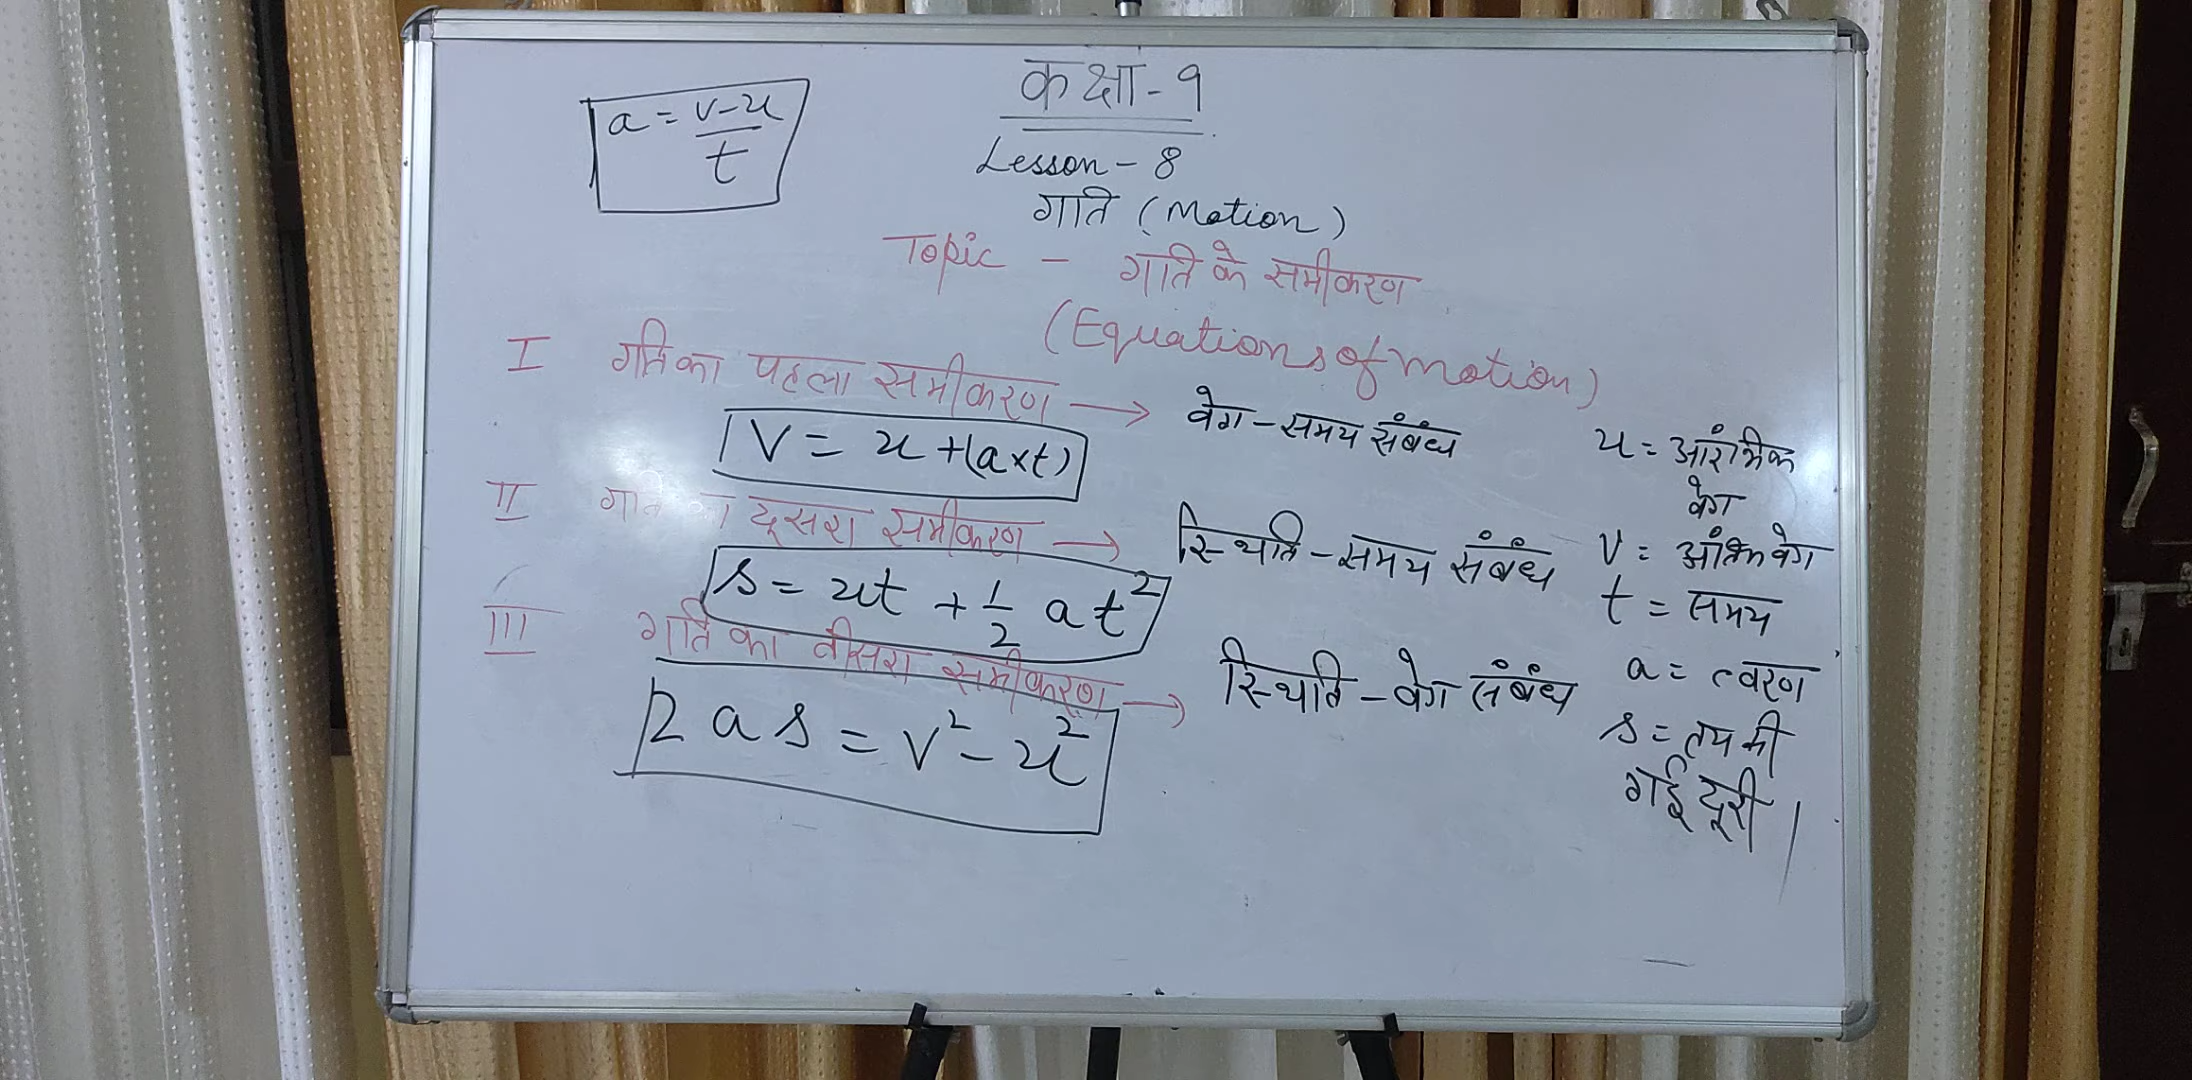 a = v-u/t
कक्षा-9
Lesson - 8
गति (Motion)
Topic - गति के समीकरण
(Equations of motion)
I गति का पहला समीकरण → वेग-समय संबंध
V = u + (a×t)
II गति का दूसरा समीकरण → स्थिति-समय संबंध
s = ut + 1/2 at²
III गति का तीसरा समीकरण → स्थिति-वेग संबंध
2as = v² - u²
u = आरंभिक
वेग
v = अंतिम वेग
t = समय
a = त्वरण
s = तय की
गई दूरी।